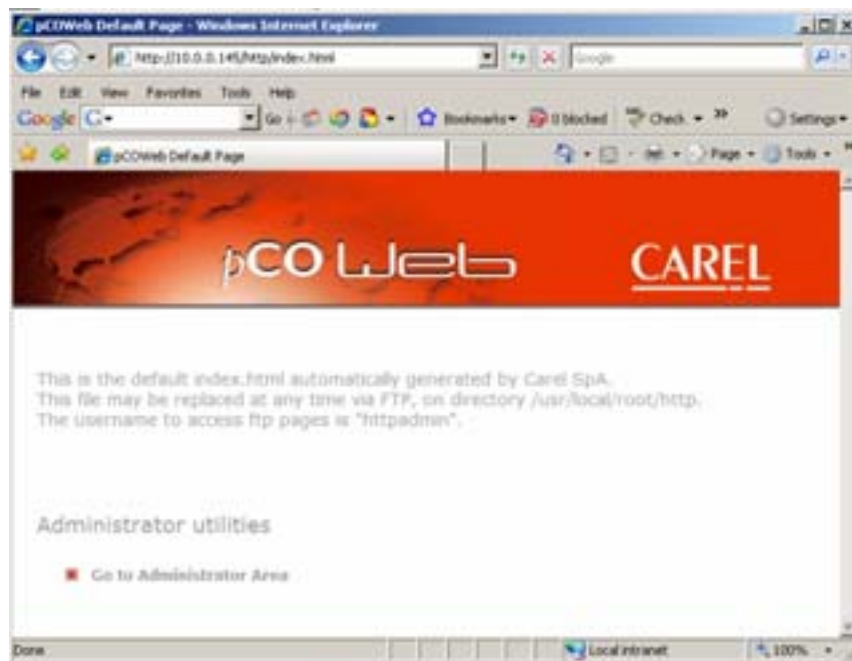 pCOWeb Default Page - Windows Internet Explorer
http://10.0.0.145/http/index.html
Google
File Edit View Favorites Tools Help
Google G Go Bookmarks 0 blocked Check » Settings
pCOWeb Default Page
Page Tools »
pCO Web CAREL
This is the default index.html automatically generated by Carel SpA.
This file may be replaced at any time via FTP, on directory /usr/local/root/http.
The username to access ftp pages is "httpadmin".
Administrator utilities
Go to Administrator Area
Done Local intranet 100%